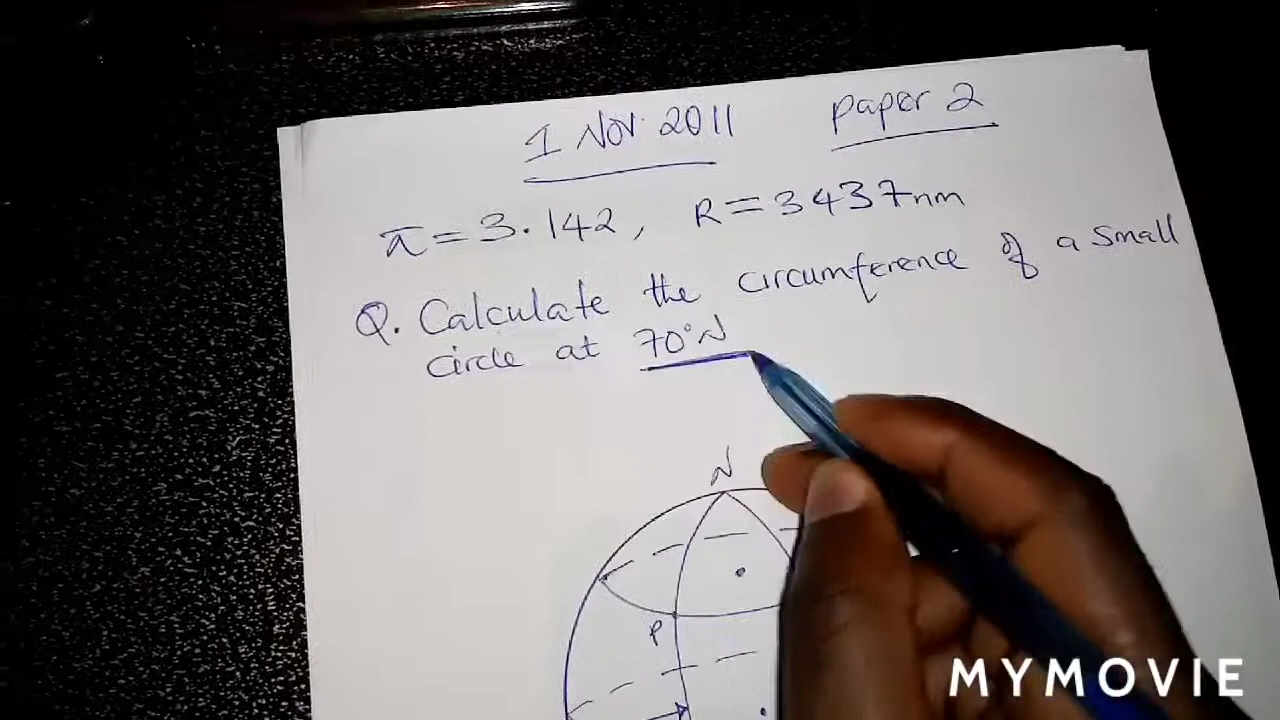 1 Nov. 2011 paper 2
π = 3.142, R = 3437nm
Q. Calculate the circumference of a small
circle at 70°N
N
P
MYMOVIE